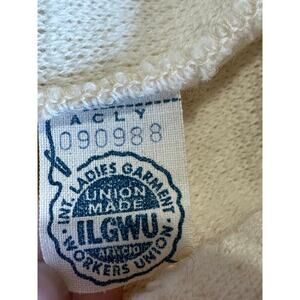 ACLY
090988
INT. LADIES GARMENT
UNION
MADE
ILGWU
AFL-CIO
WORKERS UNION